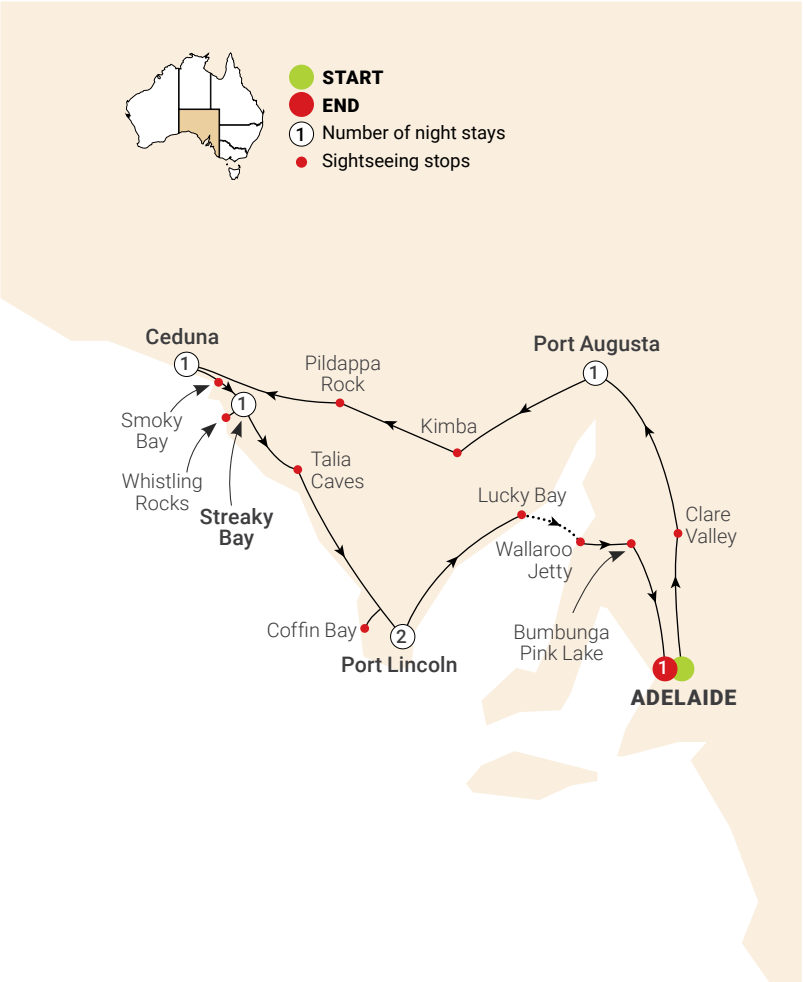 START
END
1 Number of night stays
Sightseeing stops
Ceduna
1
Port Augusta
1
Pildappa
Rock
Smoky
Bay
1
Kimba
Whistling
Rocks
Talia
Caves
Streaky
Bay
Lucky Bay
Clare
Valley
Wallaroo
Jetty
Coffin Bay
2
Port Lincoln
Bumbunga
Pink Lake
1
ADELAIDE